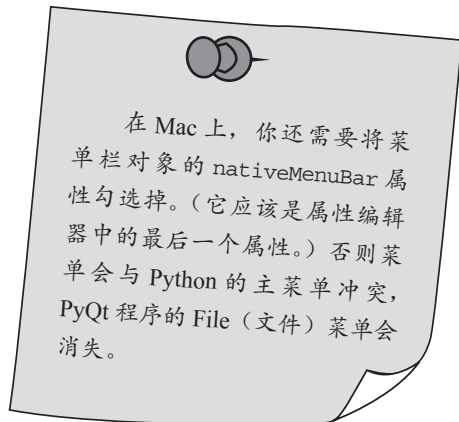 在 Mac 上，你还需要将菜
单栏对象的 nativeMenuBar 属
性勾选掉。（它应该是属性编辑
器中的最后一个属性。）否则菜
单会与 Python 的主菜单冲突，
PyQt 程序的 File（文件）菜单会
消失。